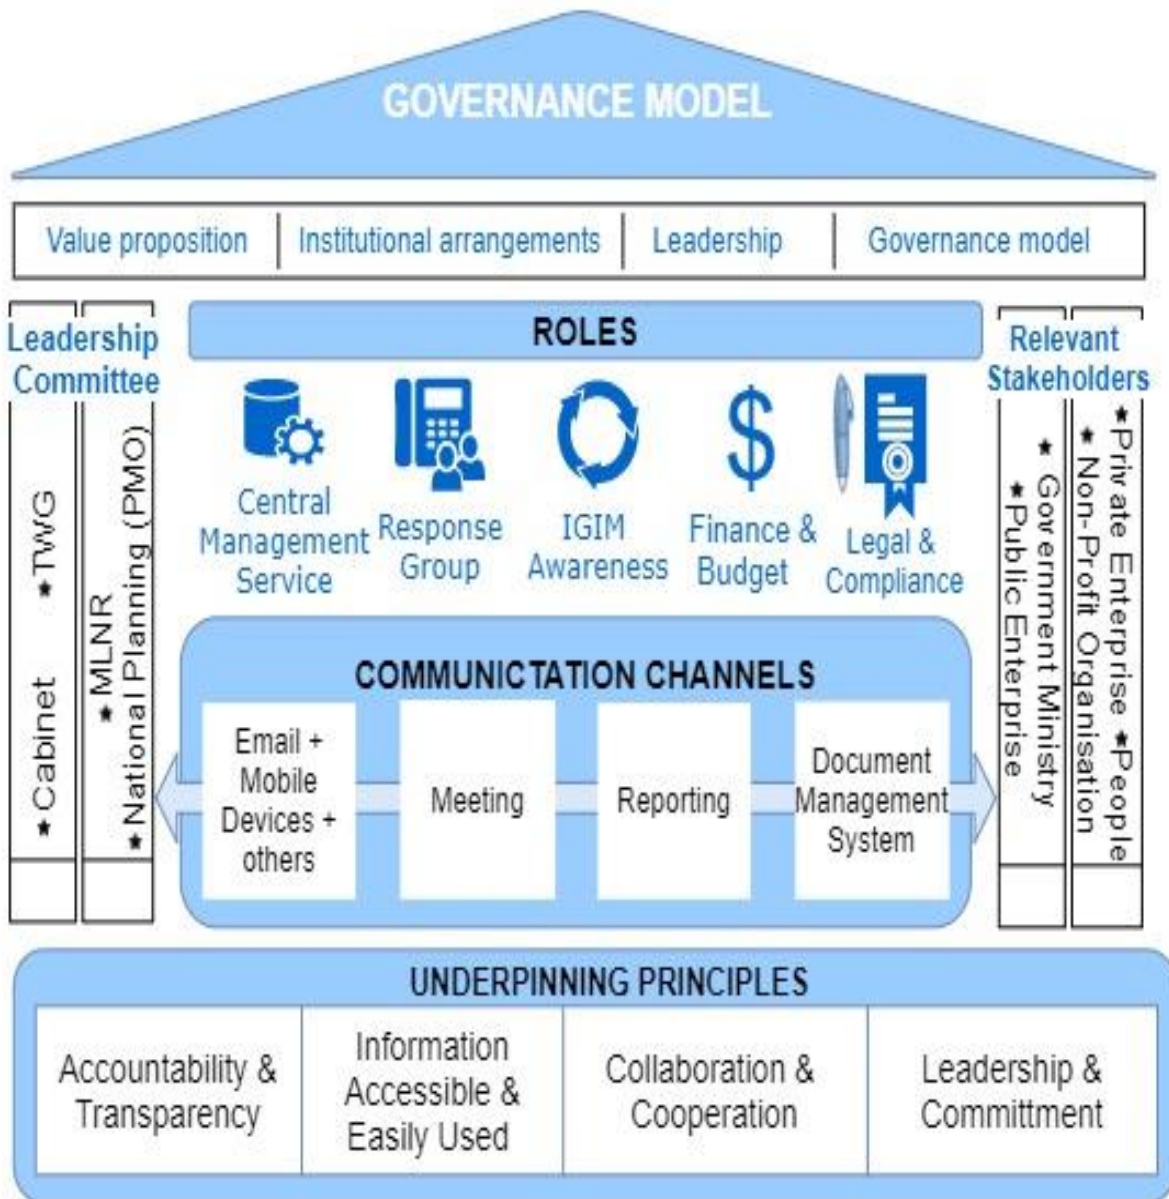 GOVERNANCE MODEL
Value proposition
Institutional arrangements
Leadership
Governance model
Leadership
Committee
★Cabinet ★TWG
★ MLNR
★National Planning (PMO)
ROLES
Central
Management
Service
Response
Group
IGIM
Awareness
Finance &
Budget
Legal &
Compliance
Relevant
Stakeholders
★ Government Ministry
★Public Enterprise
★Private Enterprise ★People
★ Non-Profit Organisation
COMMUNICTATION CHANNELS
Email +
Mobile
Devices +
others
Meeting
Reporting
Document
Management
System
UNDERPINNING PRINCIPLES
Accountability &
Transparency
Information
Accessible &
Easily Used
Collaboration &
Cooperation
Leadership &
Committment